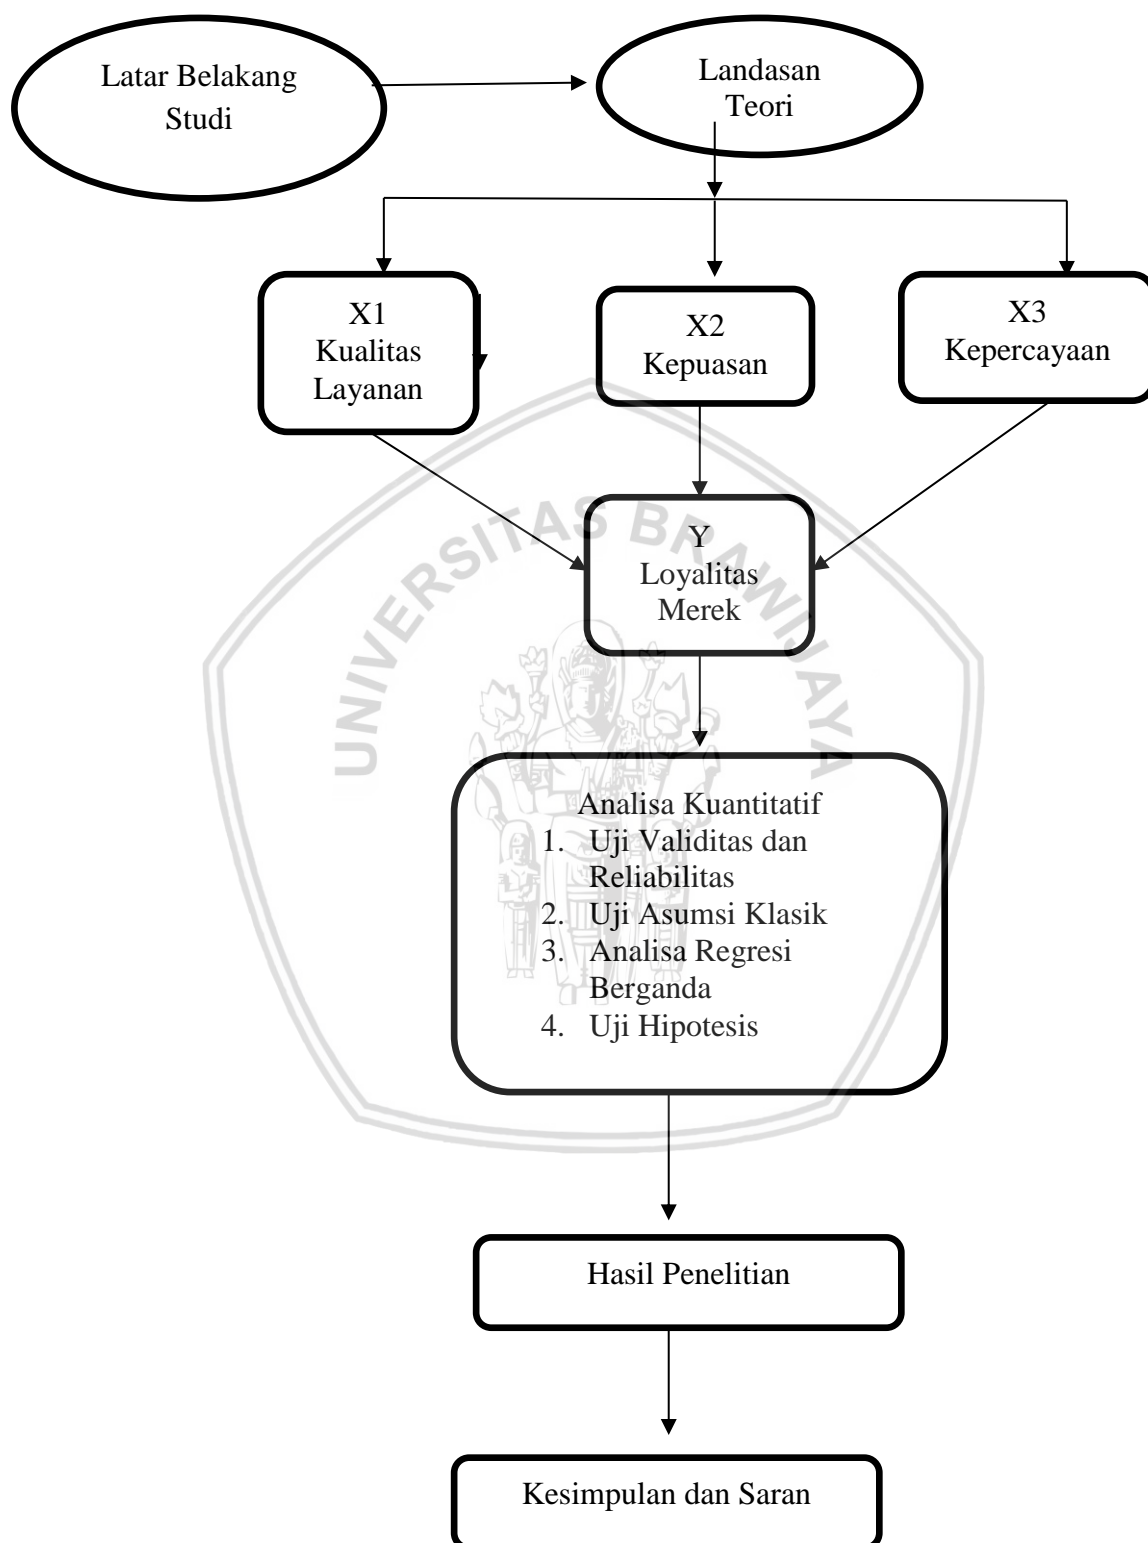 Latar Belakang
Studi
Landasan
Teori
X1
Kualitas
Layanan
X2
Kepuasan
X3
Kepercayaan
UNIVERSITAS BRAWIJAYA
Y
Loyalitas
Merek
Analisa Kuantitatif
1. Uji Validitas dan
Reliabilitas
2. Uji Asumsi Klasik
3. Analisa Regresi
Berganda
4. Uji Hipotesis
Hasil Penelitian
Kesimpulan dan Saran